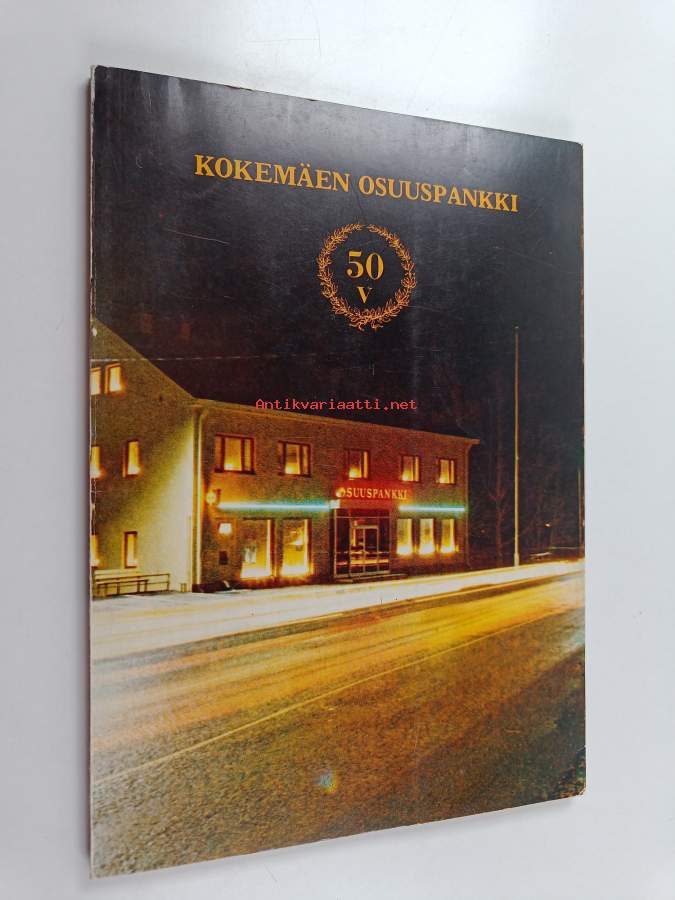 KOKEMÄEN OSUUSPANKKI
50
V
Antikvariaatti.net
OSUUSPANKKI